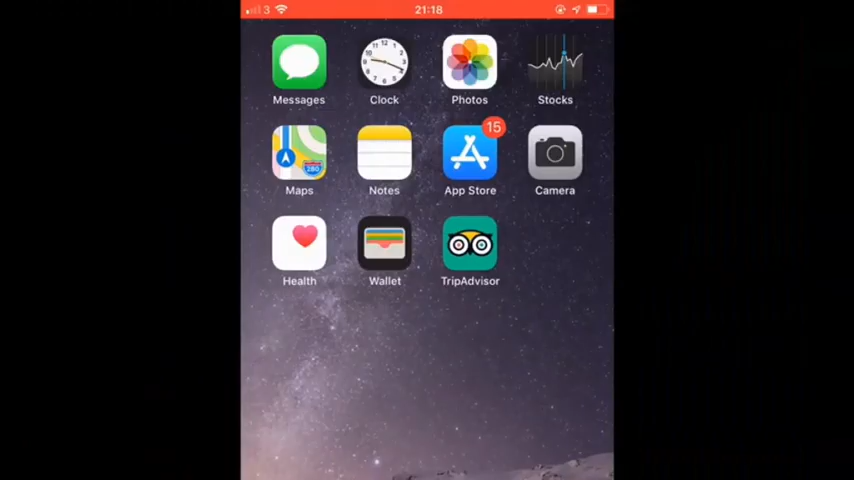 3 21:18
Messages Clock Photos Stocks
15
Maps Notes App Store Camera
Health Wallet TripAdvisor